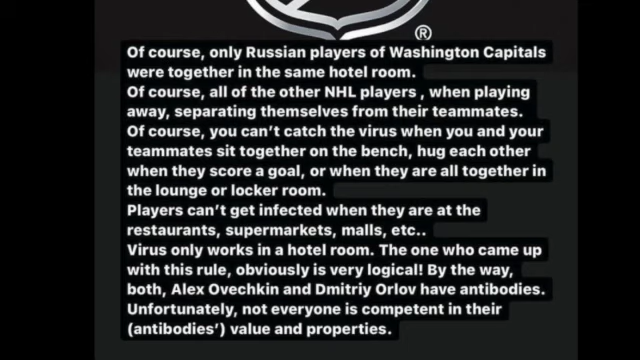 ®
Of course, only Russian players of Washington Capitals
were together in the same hotel room.
Of course, all of the other NHL players , when playing
away, separating themselves from their teammates.
Of course, you can’t catch the virus when you and your
teammates sit together on the bench, hug each other
when they score a goal, or when they are all together in
the lounge or locker room.
Players can’t get infected when they are at the
restaurants, supermarkets, malls, etc..
Virus only works in a hotel room. The one who came up
with this rule, obviously is very logical! By the way,
both, Alex Ovechkin and Dmitriy Orlov have antibodies.
Unfortunately, not everyone is competent in their
(antibodies’) value and properties.